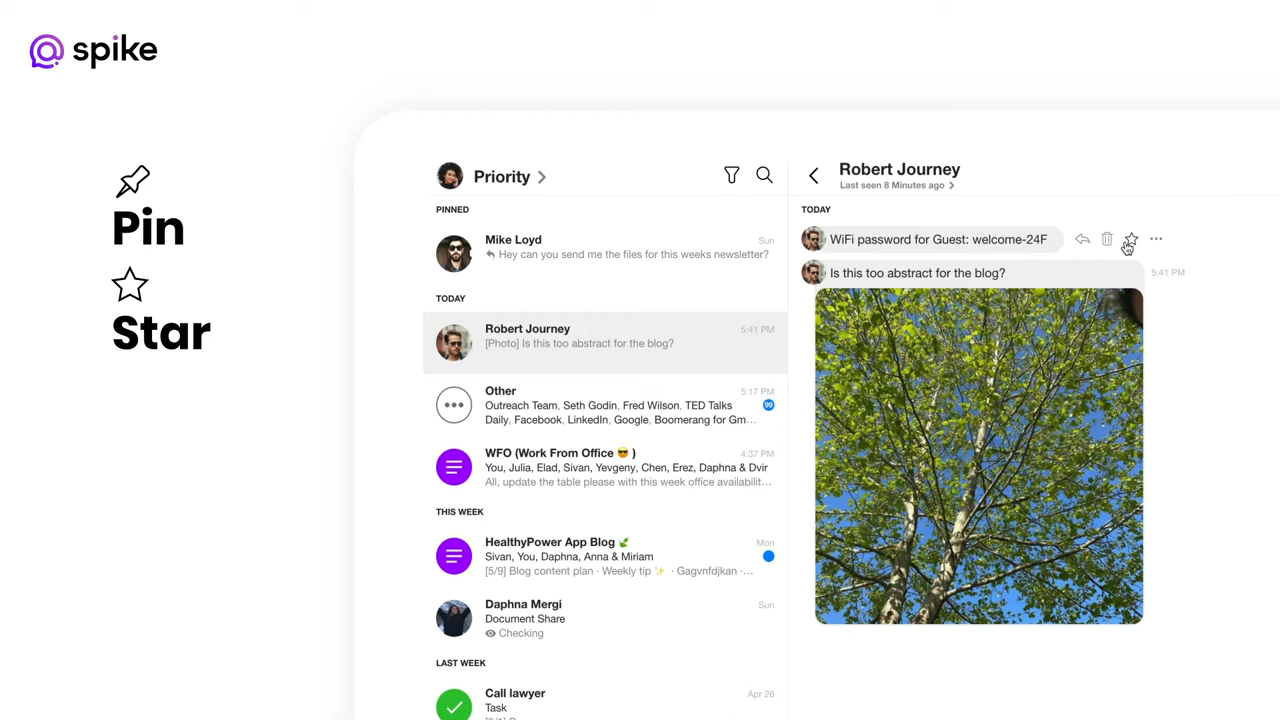 spike
Pin
Star
Priority
PINNED
Mike Loyd
Sun
Hey can you send me the files for this weeks newsletter?
TODAY
Robert Journey
5:41 PM
[Photo] Is this too abstract for the blog?
Other
5:17 PM
Outreach Team, Seth Godin, Fred Wilson, TED Talks
99
Daily, Facebook, LinkedIn, Google, Boomerang for Gm...
WFO (Work From Office 😎 )
4:37 PM
You, Julia, Elad, Sivan, Yevgeny, Chen, Erez, Daphna & Dvir
All, update the table please with this week office availabilit...
THIS WEEK
HealthyPower App Blog 🌿
Mon
Sivan, You, Daphna, Anna & Miriam
[5/9] Blog content plan · Weekly tip ✨ · Gagvnfdjkan ·...
Daphna Mergi
Sun
Document Share
Checking
LAST WEEK
Call lawyer
Apr 26
Task
Robert Journey
Last seen 8 Minutes ago
TODAY
WiFi password for Guest: welcome-24F
Is this too abstract for the blog?
5:41 PM